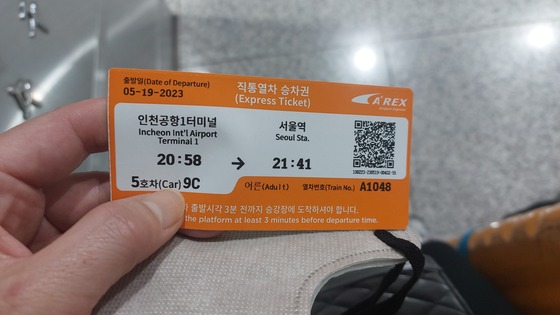 출발일(Date of Departure)
05-19-2023
직통열차 승차권
(Express Ticket)
A'REX
인천공항1터미널
Incheon Int'l Airport
Terminal 1
서울역
Seoul Sta.
20:58 → 21:41
5호차(Car) 9C
어른(Adult)
열차번호(Train No.) A1048
출발시각 3분 전까지 승강장에 도착하셔야 합니다.
the platform at least 3 minutes before departure time.